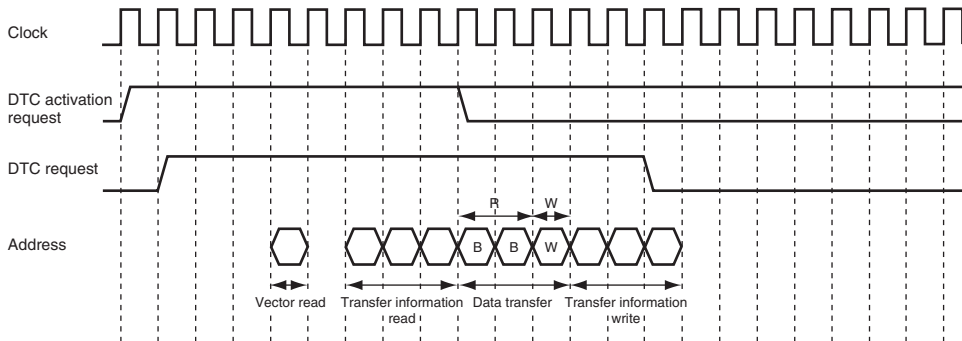 Clock
DTC activation
request
DTC request
R W
Address
B B W
Vector read Transfer information Data transfer Transfer information
read write